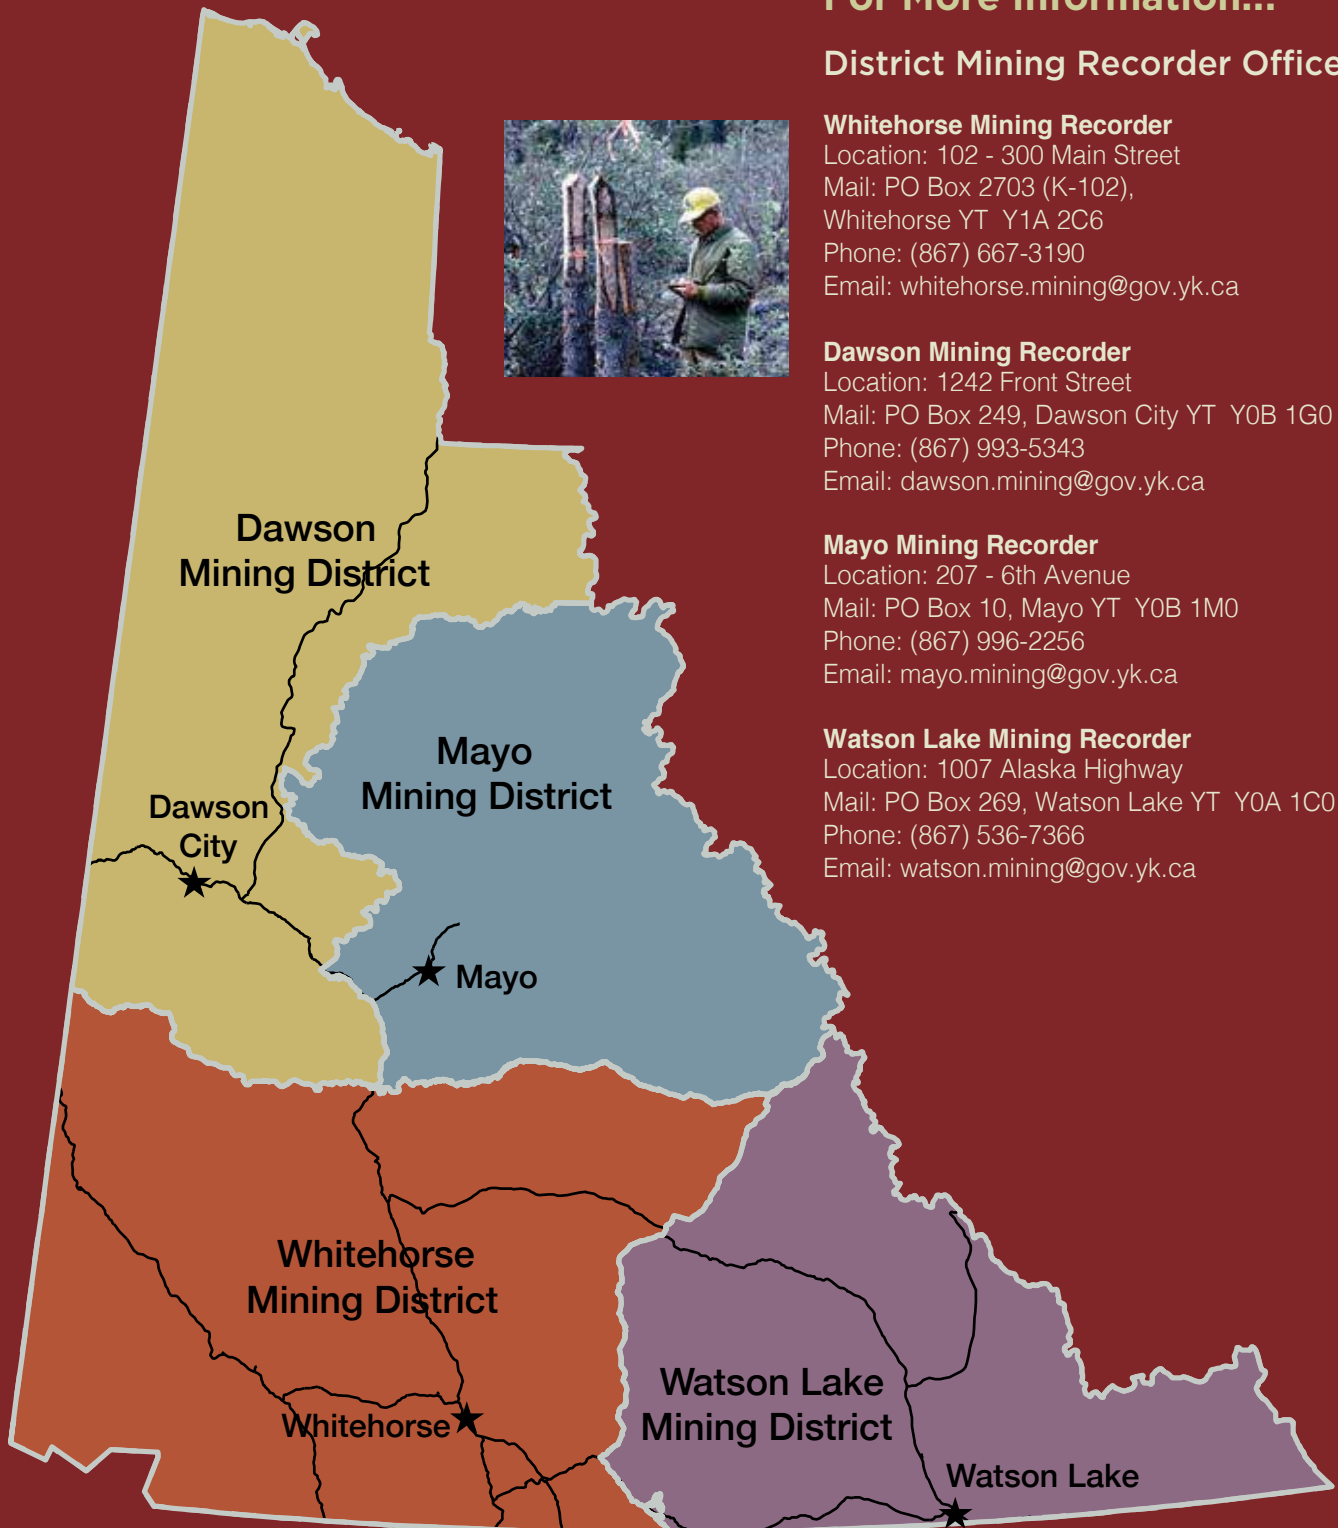 For More Information...
District Mining Recorder Office
Whitehorse Mining Recorder
Location: 102 - 300 Main Street
Mail: PO Box 2703 (K-102),
Whitehorse YT Y1A 2C6
Phone: (867) 667-3190
Email: whitehorse.mining@gov.yk.ca
Dawson Mining Recorder
Location: 1242 Front Street
Mail: PO Box 249, Dawson City YT Y0B 1G0
Phone: (867) 993-5343
Email: dawson.mining@gov.yk.ca
Mayo Mining Recorder
Location: 207 - 6th Avenue
Mail: PO Box 10, Mayo YT Y0B 1M0
Phone: (867) 996-2256
Email: mayo.mining@gov.yk.ca
Watson Lake Mining Recorder
Location: 1007 Alaska Highway
Mail: PO Box 269, Watson Lake YT Y0A 1C0
Phone: (867) 536-7366
Email: watson.mining@gov.yk.ca
Dawson
Mining District
Mayo
Mining District
Dawson
City
Mayo
Whitehorse
Mining District
Watson Lake
Mining District
Whitehorse
Watson Lake